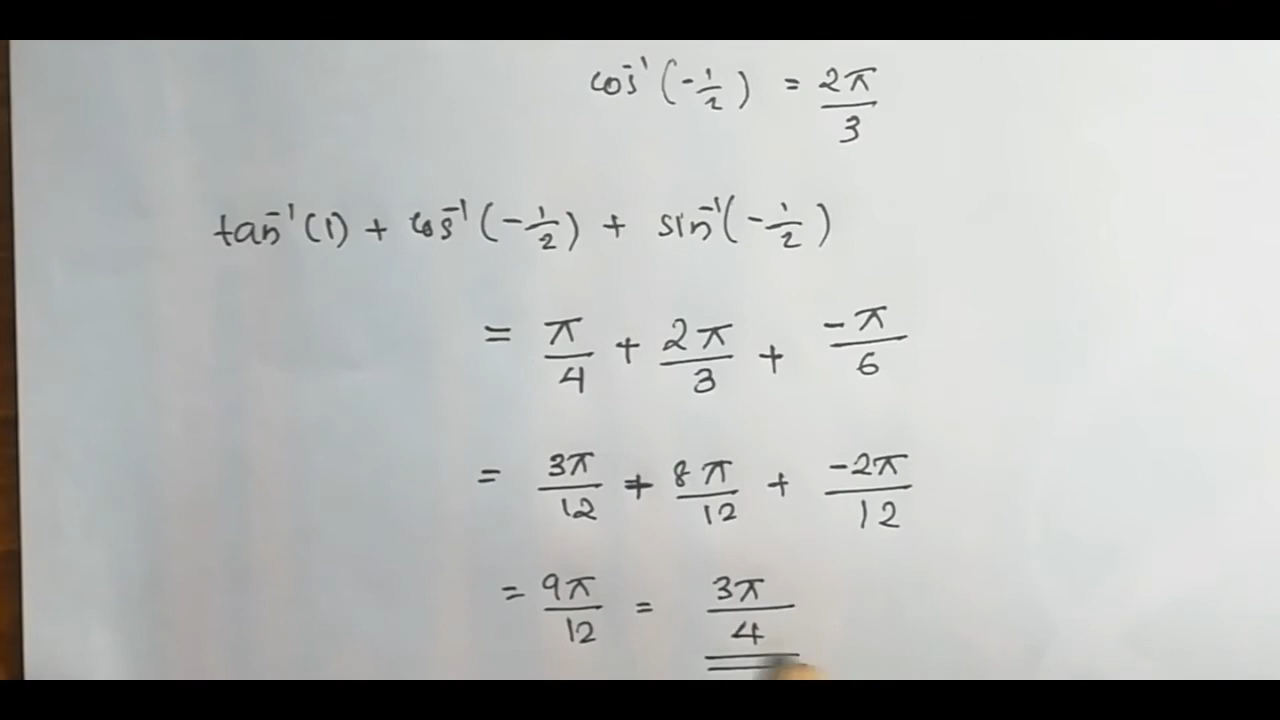 cos⁻¹(-1/2) = 2π/3
tan⁻¹(1) + cos⁻¹(-1/2) + sin⁻¹(-1/2)
= π/4 + 2π/3 + -π/6
= 3π/12 + 8π/12 + -2π/12
= 9π/12 = 3π/4